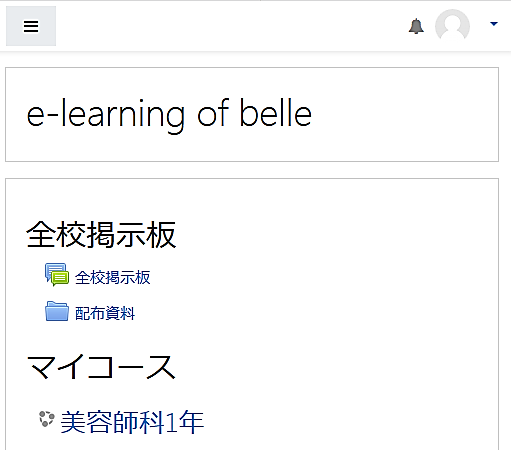 e-learning of belle
全校掲示板
全校掲示板
配布資料
マイコース
美容師科1年